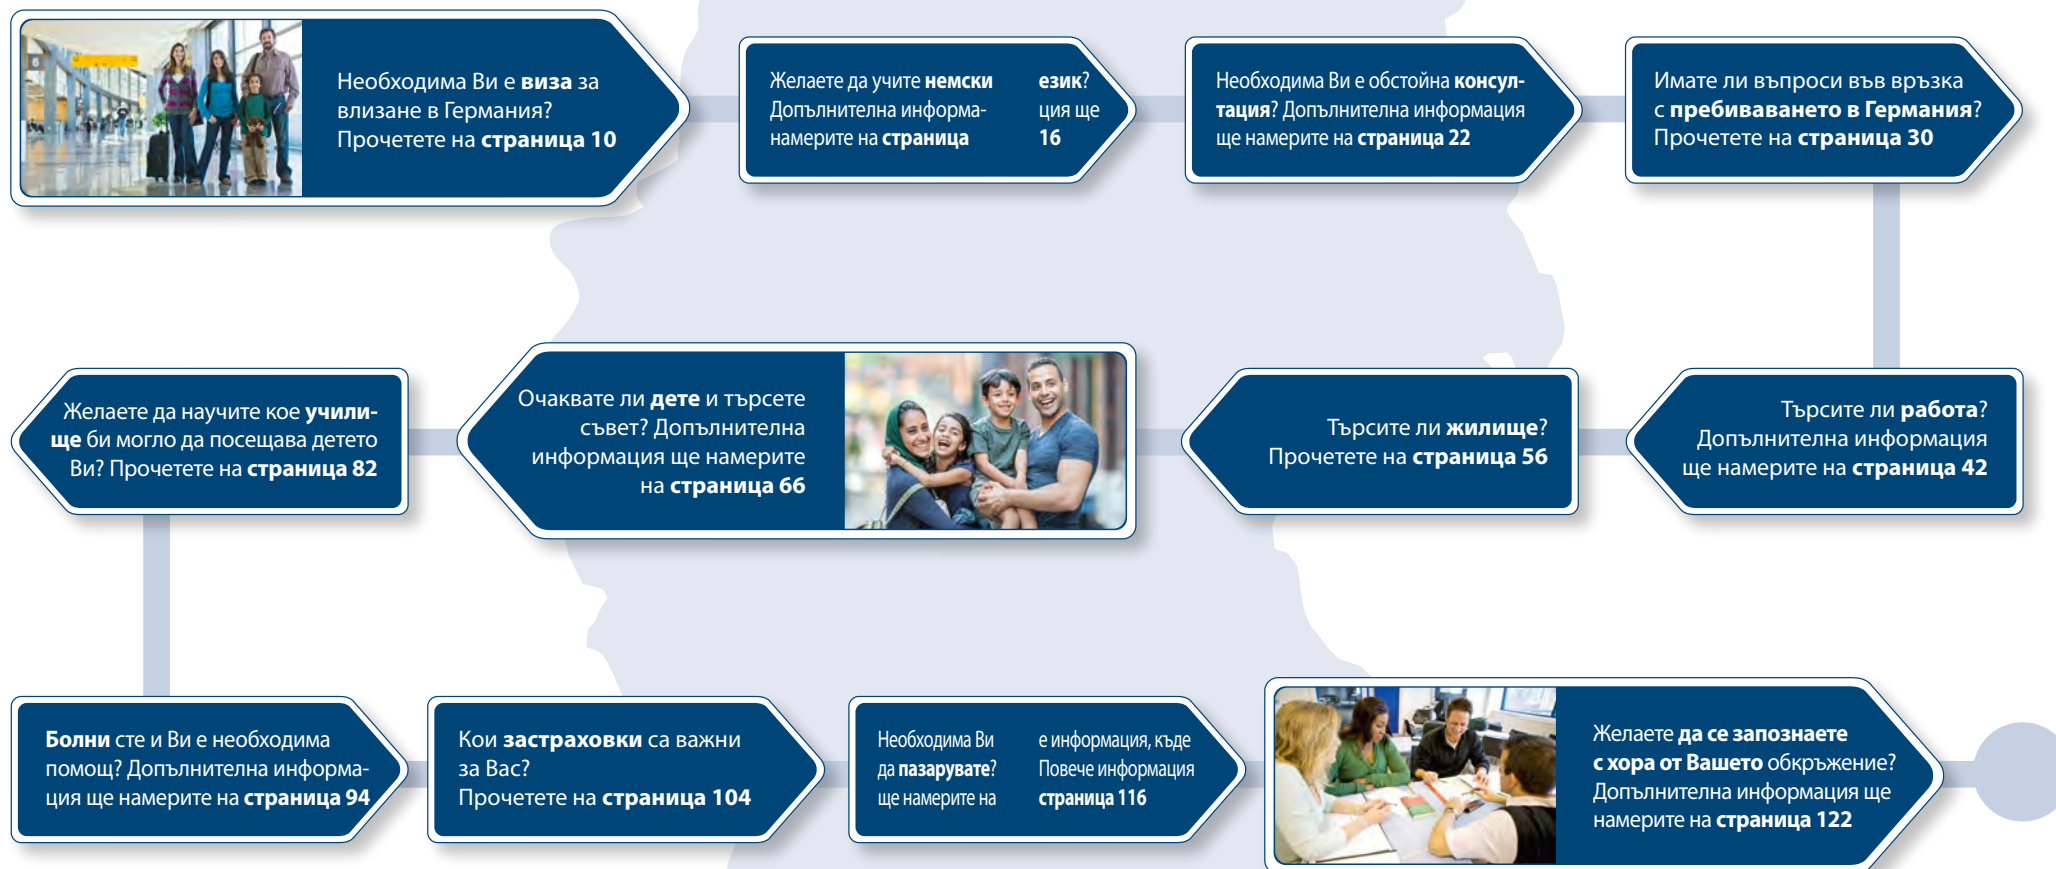 Необходима Ви е виза за
влизане в Германия?
Прочетете на страница 10
Желаете да учите немски език?
Допълнителна информа-ция ще
намерите на страница 16
Необходима Ви е обстойна консул-
тация? Допълнителна информация
ще намерите на страница 22
Имате ли въпроси във връзка
с пребиваването в Германия?
Прочетете на страница 30
Търсите ли работа?
Допълнителна информация
ще намерите на страница 42
Търсите ли жилище?
Прочетете на страница 56
Очаквате ли дете и търсете
съвет? Допълнителна
информация ще намерите
на страница 66
Желаете да научите кое учили-
ще би могло да посещава детето
Ви? Прочетете на страница 82
Болни сте и Ви е необходима
помощ? Допълнителна информа-
ция ще намерите на страница 94
Кои застраховки са важни
за Вас?
Прочетете на страница 104
Необходима Ви е информация, къде
да пазарувате? Повече информация
ще намерите на страница 116
Желаете да се запознаете
с хора от Вашето обкръжение?
Допълнителна информация ще
намерите на страница 122